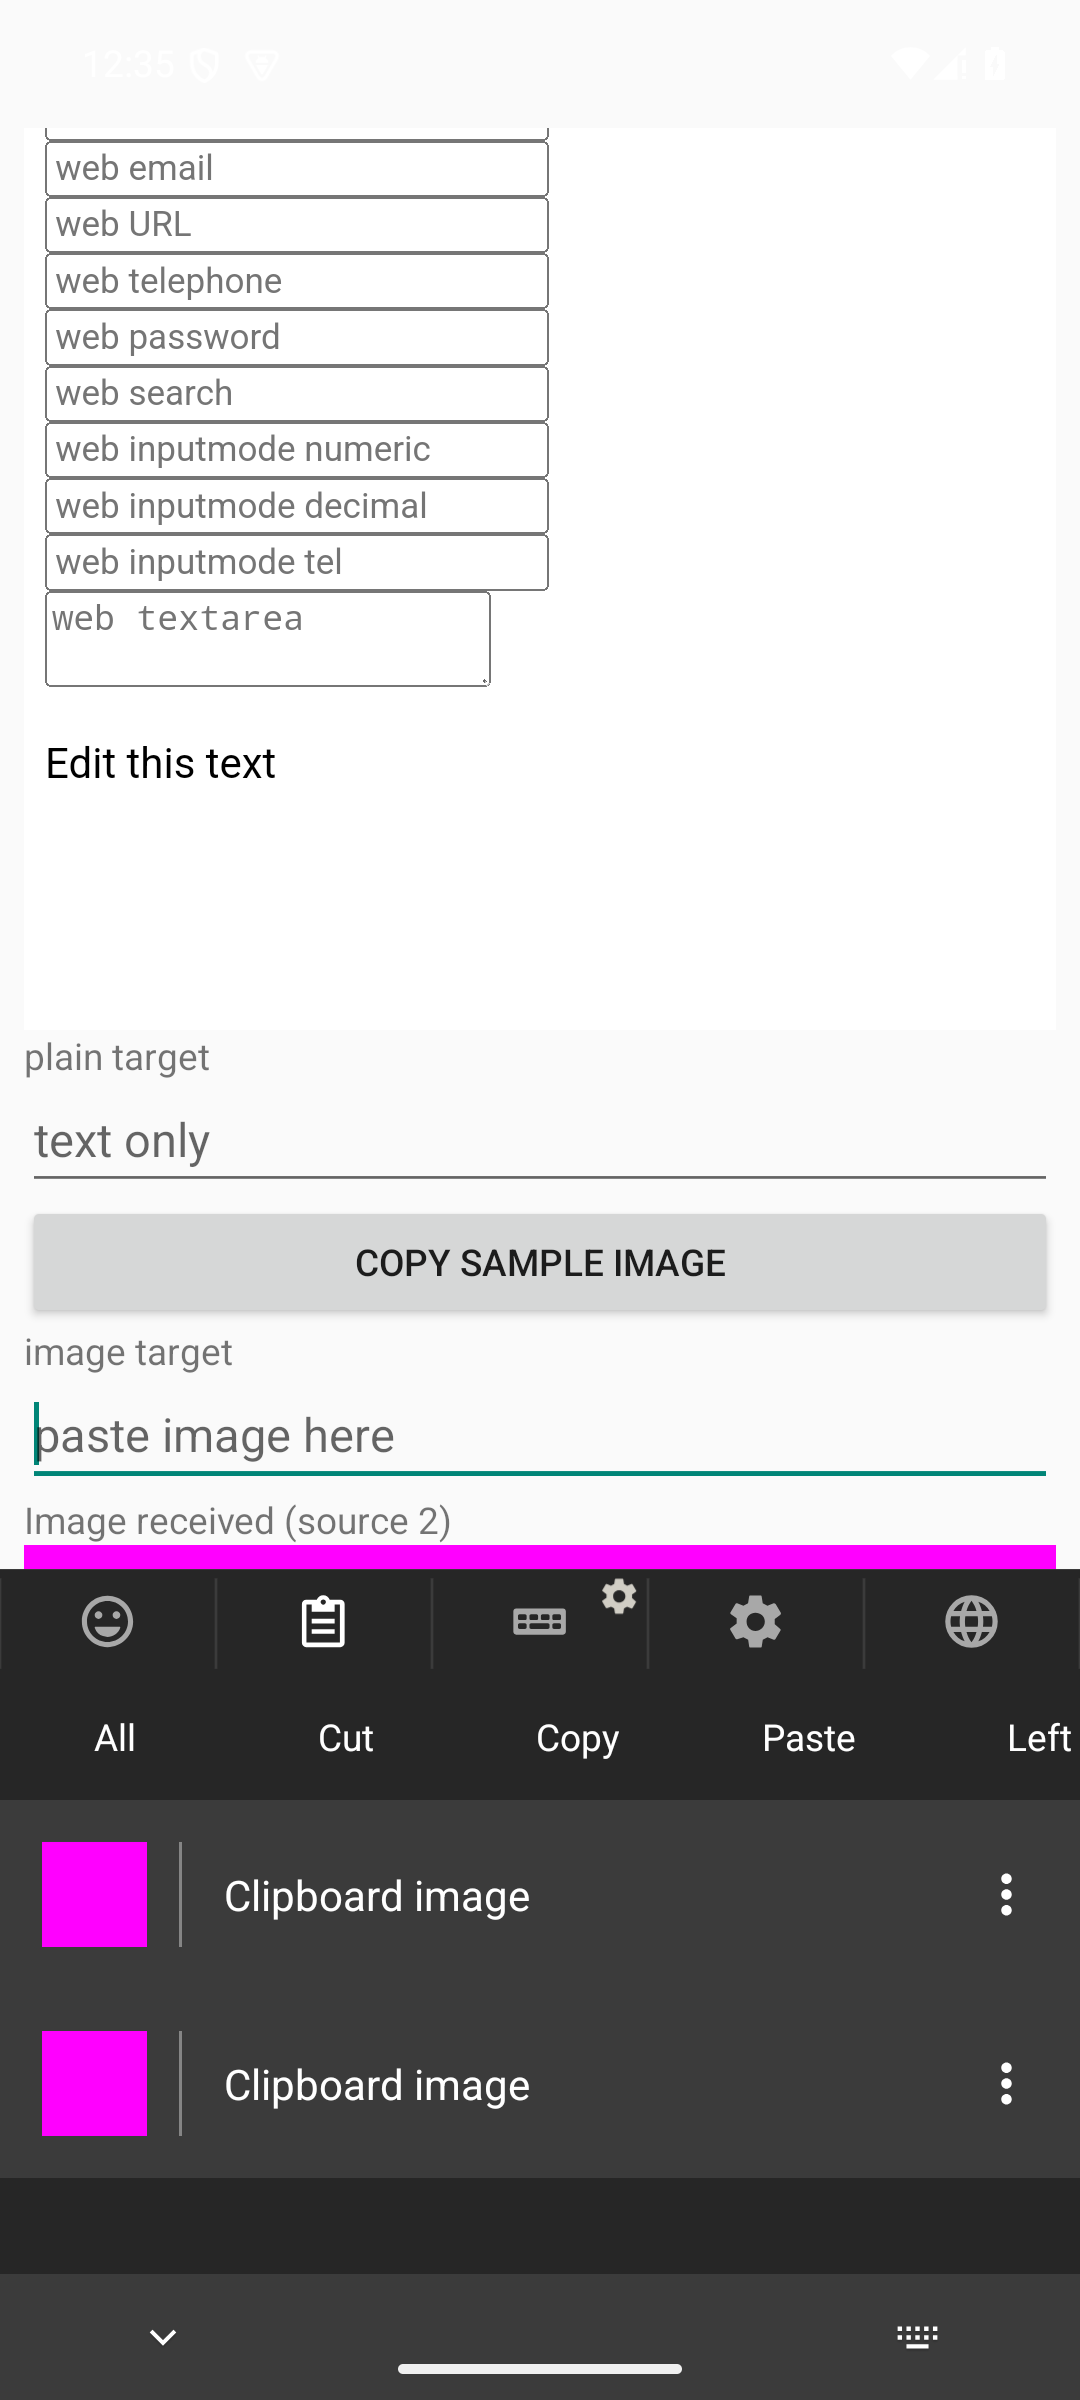 12:35
web email
web URL
web telephone
web password
web search
web inputmode numeric
web inputmode decimal
web inputmode tel
web textarea
Edit this text
plain target
text only
COPY SAMPLE IMAGE
image target
paste image here
Image received (source 2)
All Cut Copy Paste Left
Clipboard image
Clipboard image